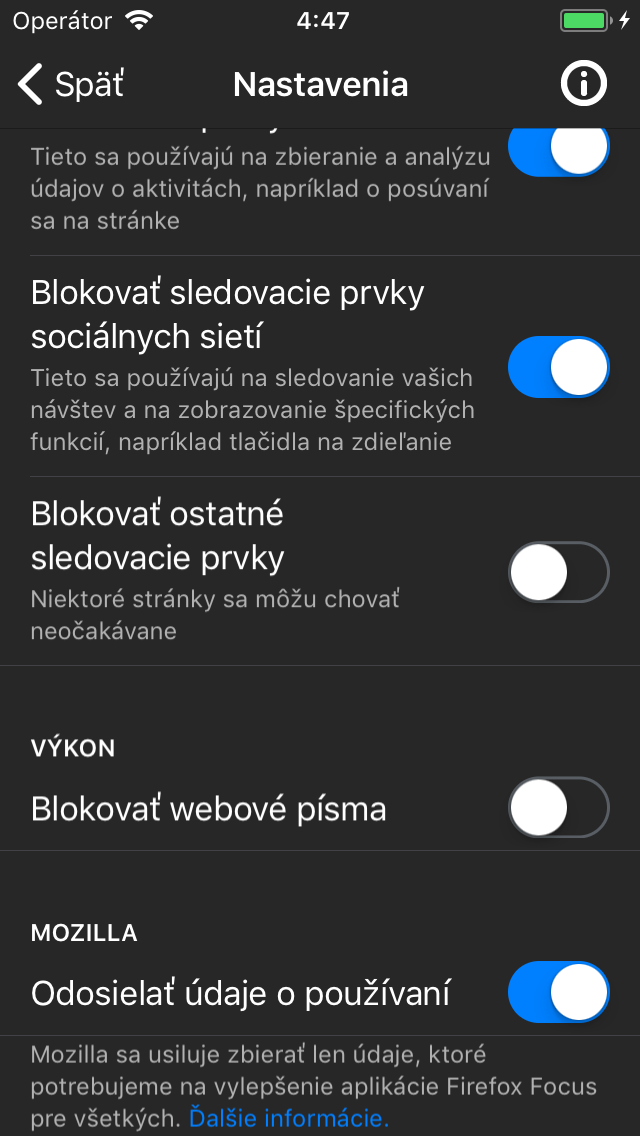 Operátor
4:47
Späť
Nastavenia
Tieto sa používajú na zbieranie a analýzu
údajov o aktivitách, napríklad o posúvaní
sa na stránke
Blokovať sledovacie prvky
sociálnych sietí
Tieto sa používajú na sledovanie vašich
návštev a na zobrazovanie špecifických
funkcií, napríklad tlačidla na zdieľanie
Blokovať ostatné
sledovacie prvky
Niektoré stránky sa môžu chovať
neočakávane
VÝKON
Blokovať webové písma
MOZILLA
Odosielať údaje o používaní
Mozilla sa usiluje zbierať len údaje, ktoré
potrebujeme na vylepšenie aplikácie Firefox Focus
pre všetkých. Ďalšie informácie.